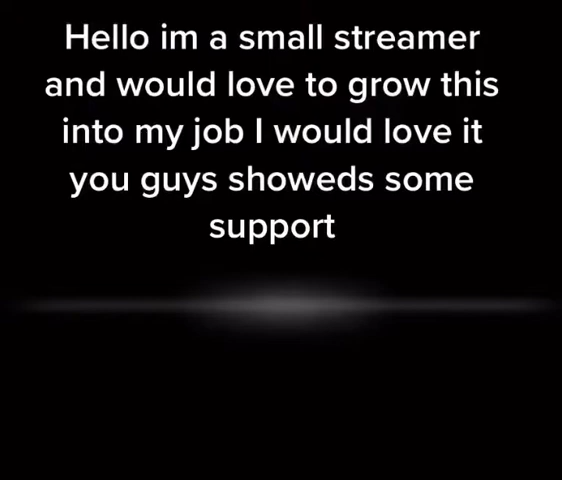 Hello im a small streamer
and would love to grow this
into my job I would love it
you guys showeds some
support